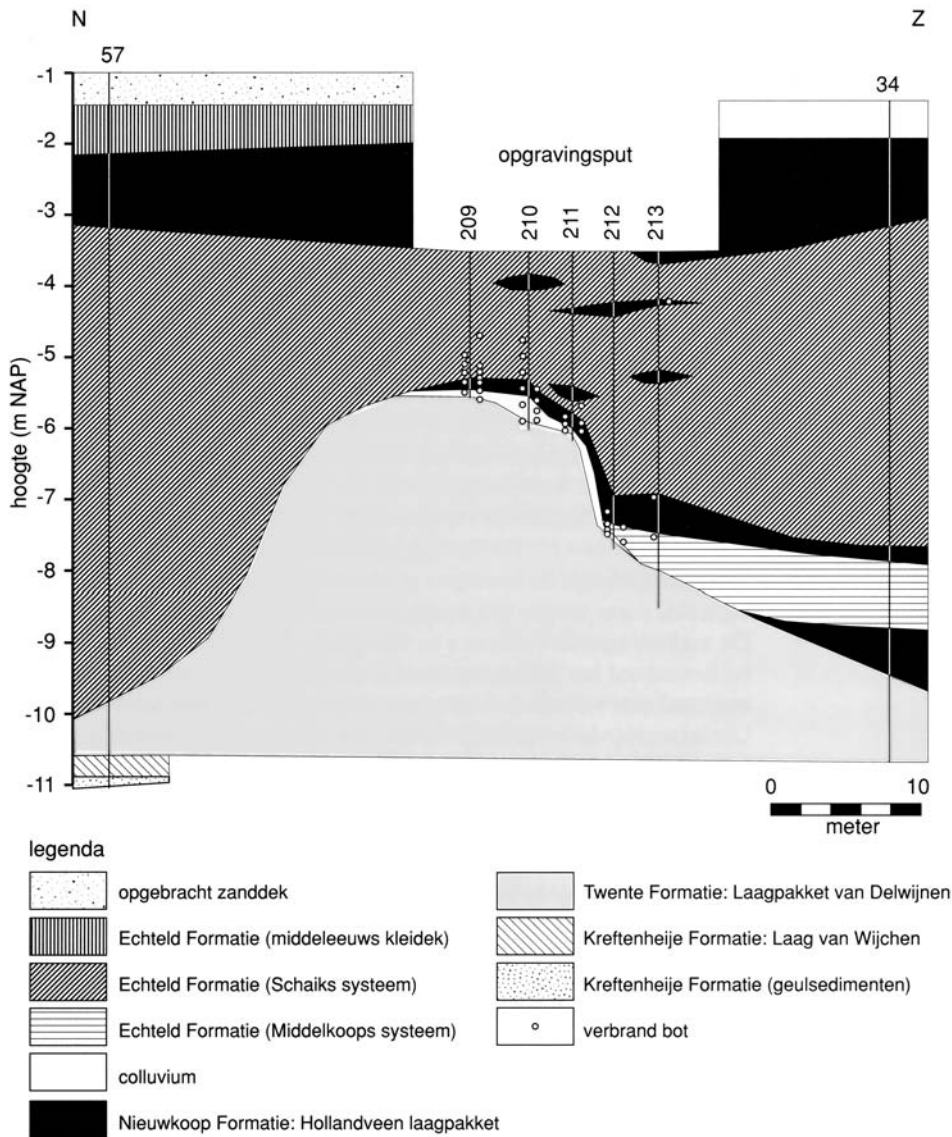 N
Z
57
34
-1
-2
-3
-4
-5
-6
-7
-8
-9
-10
-11
hoogte (m NAP)
opgravingsput
209
210
211
212
213
0
10
meter
legenda
opgebracht zanddek
Echteld Formatie (middeleeuws kleidek)
Echteld Formatie (Schaiks systeem)
Echteld Formatie (Middelkoops systeem)
colluvium
Nieuwkoop Formatie: Hollandveen laagpakket
Twente Formatie: Laagpakket van Delwijnen
Kreftenheije Formatie: Laag van Wijchen
Kreftenheije Formatie (geulsedimenten)
verbrand bot